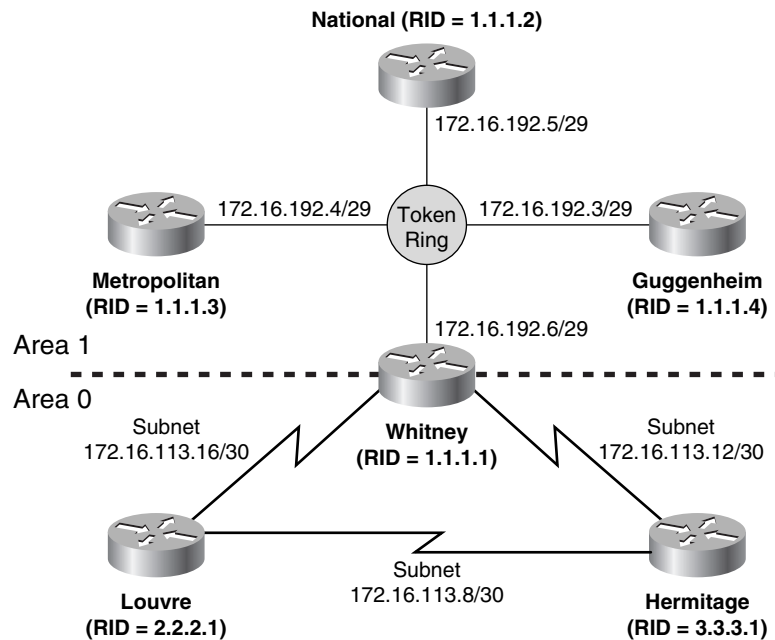 National (RID = 1.1.1.2)
172.16.192.5/29
172.16.192.4/29
Token
Ring
172.16.192.3/29
Metropolitan
(RID = 1.1.1.3)
Guggenheim
(RID = 1.1.1.4)
172.16.192.6/29
Area 1
Area 0
Subnet
172.16.113.16/30
Whitney
(RID = 1.1.1.1)
Subnet
172.16.113.12/30
Subnet
172.16.113.8/30
Louvre
(RID = 2.2.2.1)
Hermitage
(RID = 3.3.3.1)